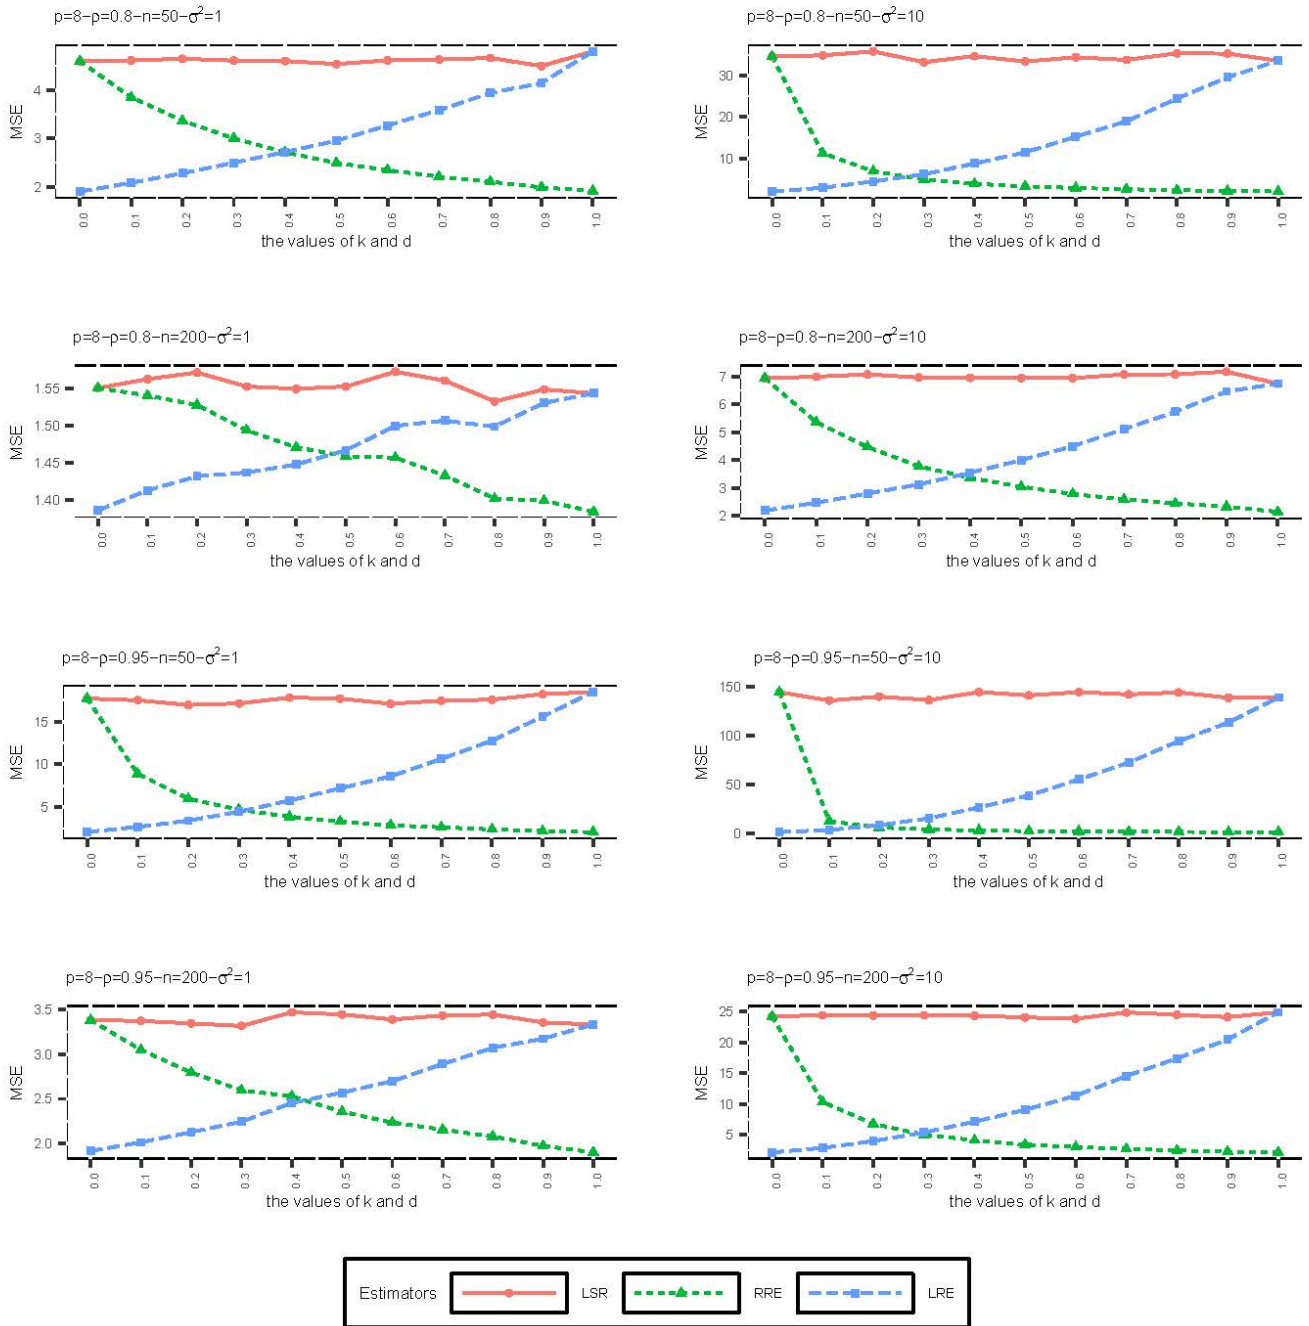 p=8−ρ=0.8−n=50−σ²=1
MSE
4
3
2
0.0 0.1 0.2 0.3 0.4 0.5 0.6 0.7 0.8 0.9 1.0
the values of k and d
p=8−ρ=0.8−n=50−σ²=10
MSE
30
20
10
0.0 0.1 0.2 0.3 0.4 0.5 0.6 0.7 0.8 0.9 1.0
the values of k and d
p=8−ρ=0.8−n=200−σ²=1
MSE
1.55
1.50
1.45
1.40
0.0 0.1 0.2 0.3 0.4 0.5 0.6 0.7 0.8 0.9 1.0
the values of k and d
p=8−ρ=0.8−n=200−σ²=10
MSE
7
6
5
4
3
2
0.0 0.1 0.2 0.3 0.4 0.5 0.6 0.7 0.8 0.9 1.0
the values of k and d
p=8−ρ=0.95−n=50−σ²=1
MSE
15
10
5
0.0 0.1 0.2 0.3 0.4 0.5 0.6 0.7 0.8 0.9 1.0
the values of k and d
p=8−ρ=0.95−n=50−σ²=10
MSE
150
100
50
0
0.0 0.1 0.2 0.3 0.4 0.5 0.6 0.7 0.8 0.9 1.0
the values of k and d
p=8−ρ=0.95−n=200−σ²=1
MSE
3.5
3.0
2.5
2.0
0.0 0.1 0.2 0.3 0.4 0.5 0.6 0.7 0.8 0.9 1.0
the values of k and d
p=8−ρ=0.95−n=200−σ²=10
MSE
25
20
15
10
5
0.0 0.1 0.2 0.3 0.4 0.5 0.6 0.7 0.8 0.9 1.0
the values of k and d
Estimators LSR RRE LRE